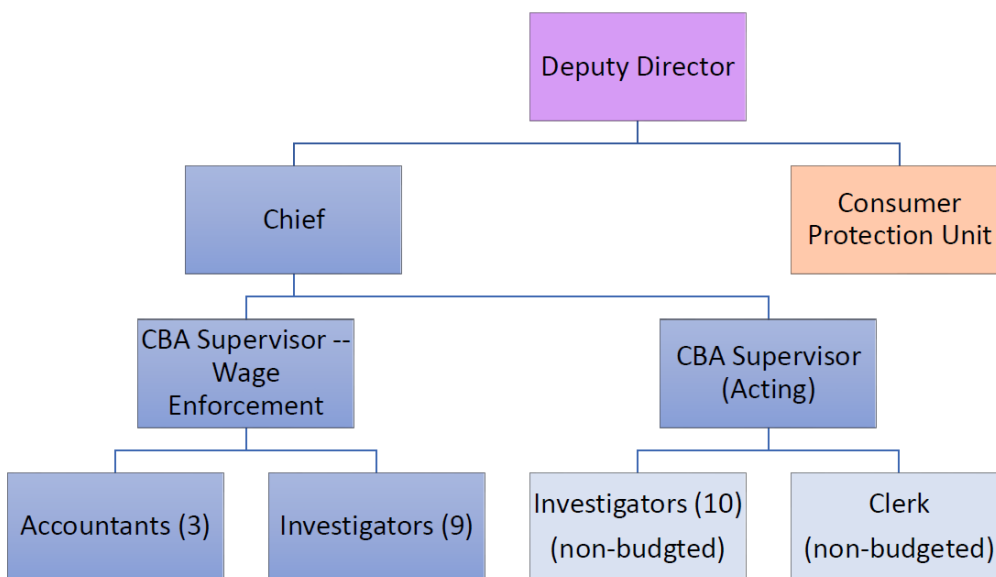 Deputy Director
Chief
Consumer
Protection Unit
CBA Supervisor --
Wage
Enforcement
CBA Supervisor
(Acting)
Accountants (3)
Investigators (9)
Investigators (10)
(non-budgted)
Clerk
(non-budgeted)